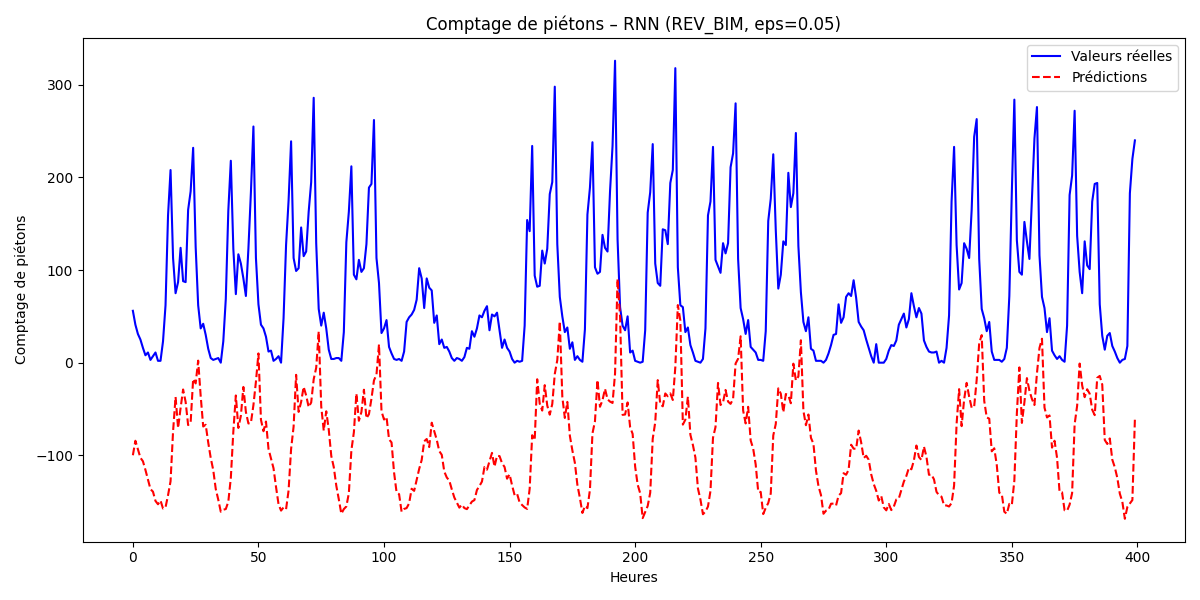 Comptage de piétons – RNN (REV_BIM, eps=0.05)
Valeurs réelles
Prédictions
Comptage de piétons
300
200
100
0
−100
0 50 100 150 200 250 300 350 400
Heures